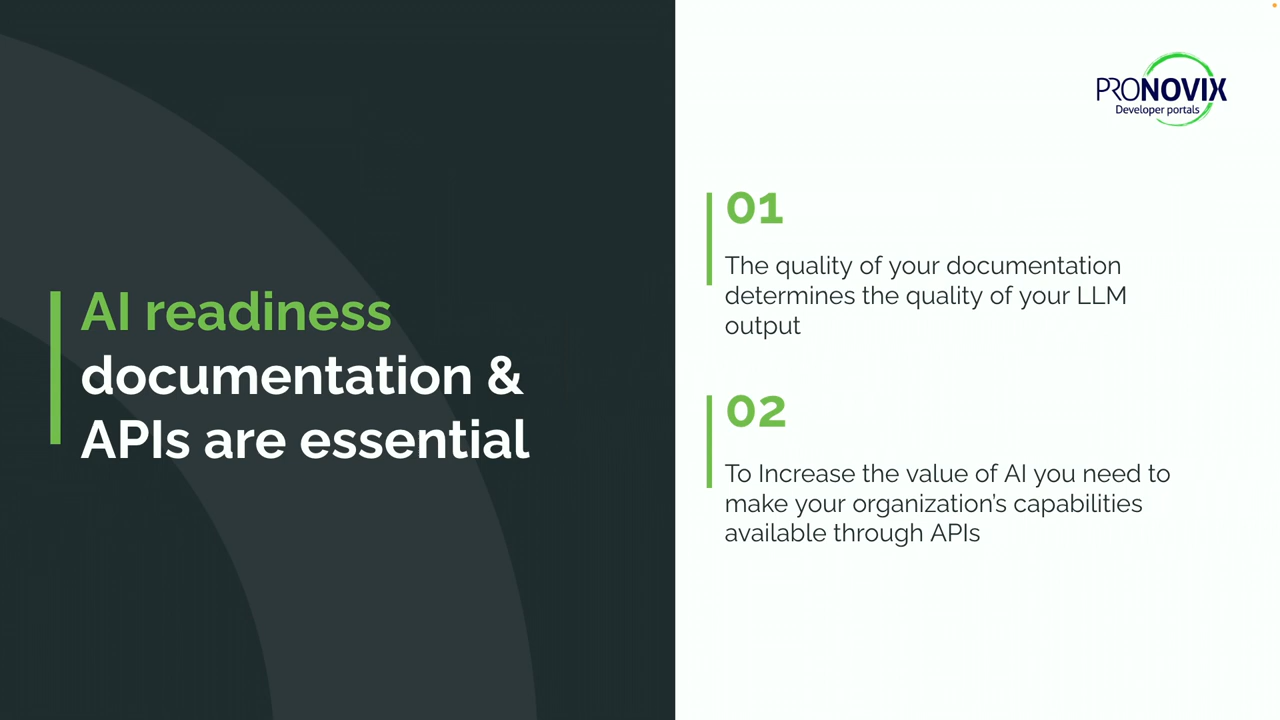 AI readiness
documentation &
APIs are essential
PRONOVIX
Developer portals
01
The quality of your documentation
determines the quality of your LLM
output
02
To Increase the value of AI you need to
make your organization's capabilities
available through APIs